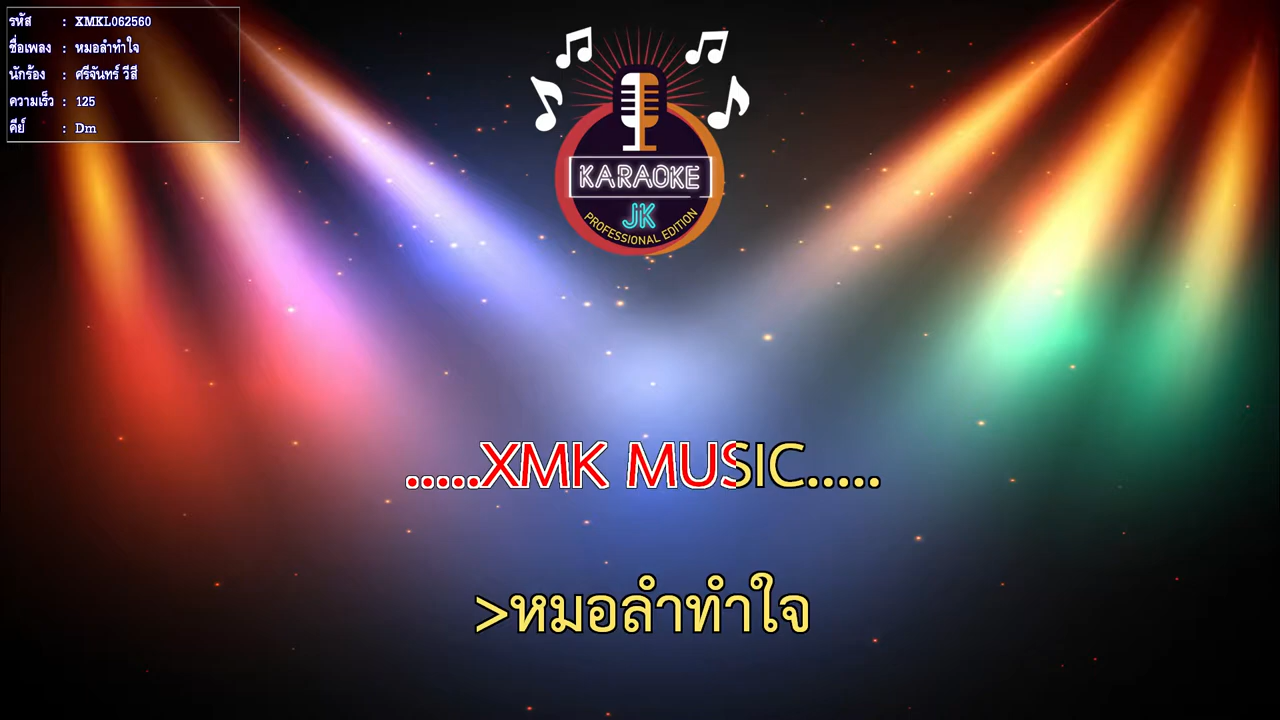 รหัส : XMKL062560
ชื่อเพลง : หมอลำทำใจ
นักร้อง : ศรีจันทร์ วีสี
ความเร็ว : 125
คีย์ : Dm
KARAOKE
JK
PROFESSIONAL EDITION
.....XMK MUSIC.....
>หมอลำทำใจ